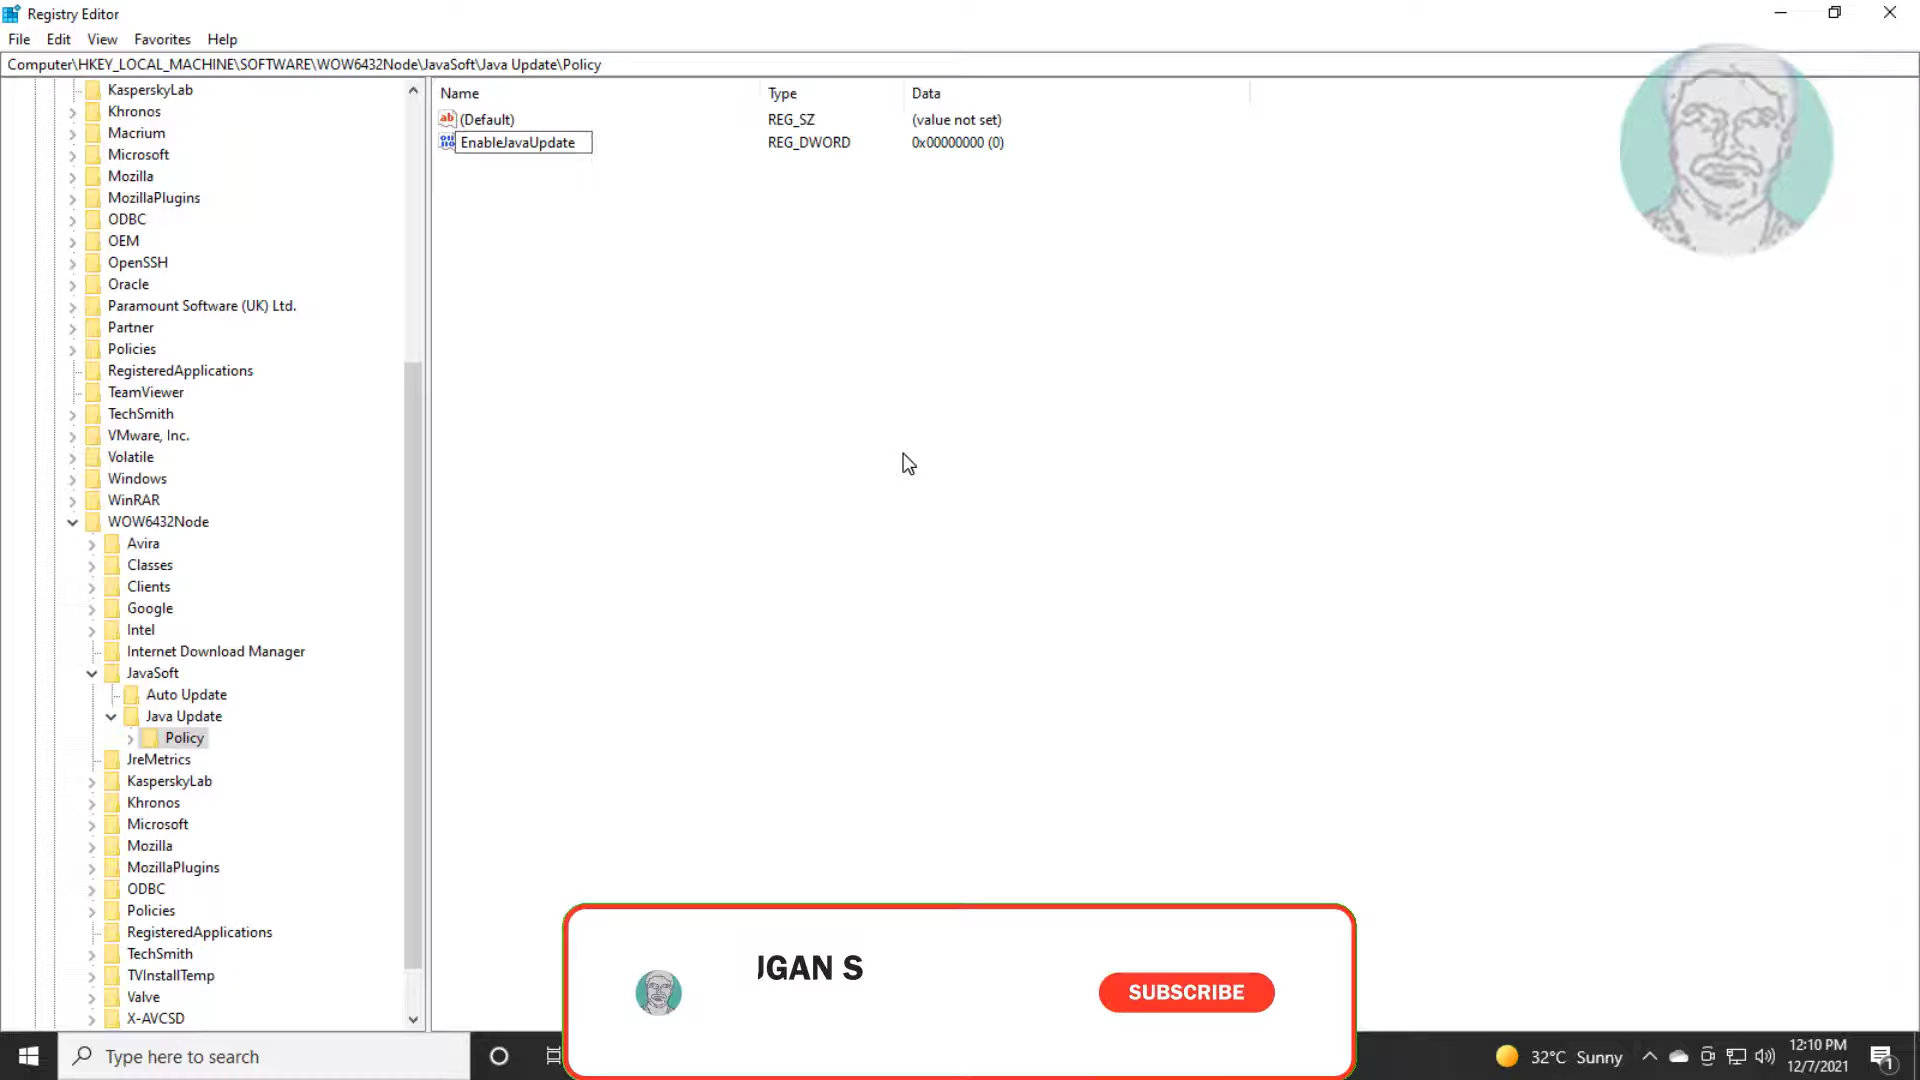 Registry Editor
File Edit View Favorites Help
Computer\HKEY_LOCAL_MACHINE\SOFTWARE\WOW6432Node\JavaSoft\Java Update\Policy
KasperskyLab
Khronos
Macrium
Microsoft
Mozilla
MozillaPlugins
ODBC
OEM
OpenSSH
Oracle
Paramount Software (UK) Ltd.
Partner
Policies
RegisteredApplications
TeamViewer
TechSmith
VMware, Inc.
Volatile
Windows
WinRAR
WOW6432Node
Avira
Classes
Clients
Google
Intel
Internet Download Manager
JavaSoft
Auto Update
Java Update
Policy
JreMetrics
KasperskyLab
Khronos
Microsoft
Mozilla
MozillaPlugins
ODBC
Policies
RegisteredApplications
TechSmith
TVInstallTemp
Valve
X-AVCSD
Name Type Data
(Default) REG_SZ (value not set)
EnableJavaUpdate REG_DWORD 0x00000000 (0)
UGAN S
SUBSCRIBE
Type here to search
32°C Sunny
12:10 PM
12/7/2021
1